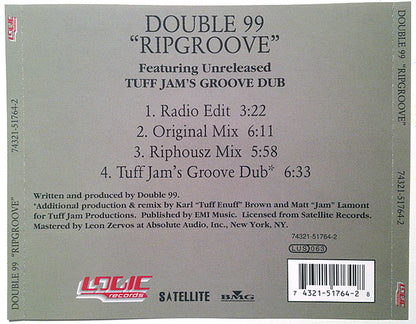 DOUBLE 99 "RIPGROOVE"
74321-51764-2
DOUBLE 99
"RIPGROOVE"
Featuring Unreleased
TUFF JAM'S GROOVE DUB
1. Radio Edit 3:22
2. Original Mix 6:11
3. Riphousz Mix 5:58
4. Tuff Jam's Groove Dub* 6:33
Written and produced by Double 99.
*Additional production & remix by Karl "Tuff Enuff" Brown and Matt "Jam" Lamont
for Tuff Jam Productions. Published by EMI Music. Licensed from Satellite Records.
Mastered by Leon Zervos at Absolute Audio, Inc., New York, NY.
74321-51764-2
LUS 063
LOGIC
records
SATELLITE
BMG
7 4321-51764-2 8
DOUBLE 99 "RIPGROOVE"
74321-51764-2
LOGIC
records